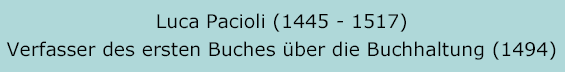 Luca Pacioli (1445 - 1517)
Verfasser des ersten Buches über die Buchhaltung (1494)